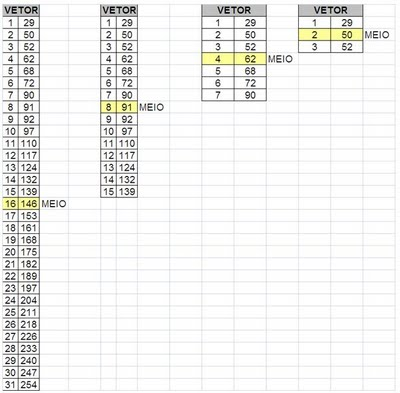 VETOR VETOR VETOR VETOR
1 29 1 29 1 29 1 29
2 50 2 50 2 50 2 50 MEIO
3 52 3 52 3 52 3 52
4 62 4 62 4 62 MEIO
5 68 5 68 5 68
6 72 6 72 6 72
7 90 7 90 7 90
8 91 8 91 MEIO
9 92 9 92
10 97 10 97
11 110 11 110
12 117 12 117
13 124 13 124
14 132 14 132
15 139 15 139
16 146 MEIO
17 153
18 161
19 168
20 175
21 182
22 189
23 197
24 204
25 211
26 218
27 226
28 233
29 240
30 247
31 254